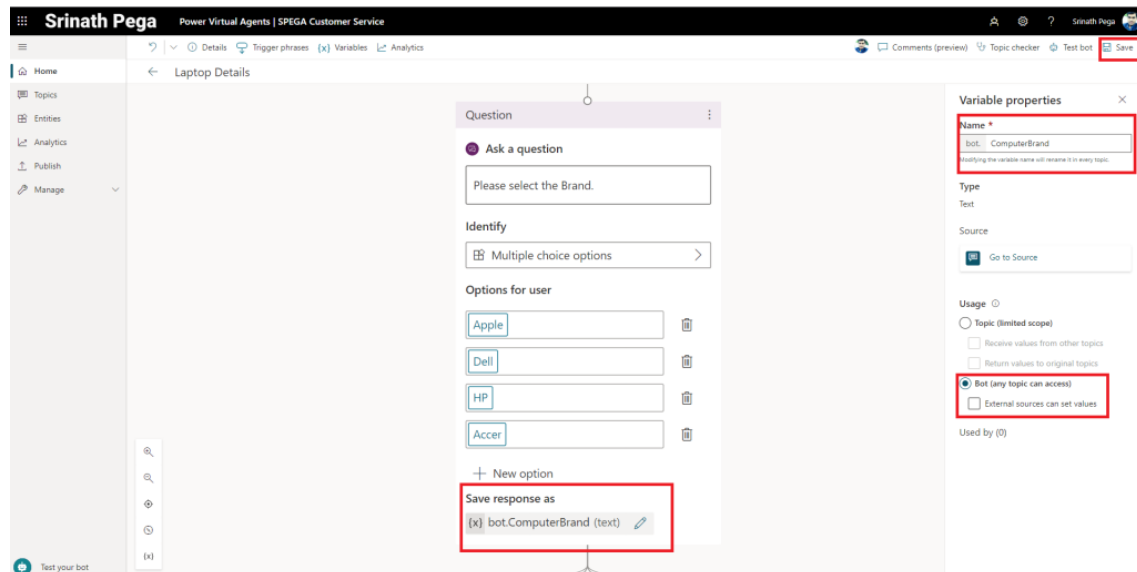 Srinath Pega
Power Virtual Agents | SPEGA Customer Service
? Srinath Pega
Details Trigger phrases {x} Variables Analytics
Comments (preview) Topic checker Test bot Save
Home
Topics
Entities
Analytics
Publish
Manage
Laptop Details
Question
Ask a question
Please select the Brand.
Identify
Multiple choice options
Options for user
Apple
Dell
HP
Accer
+ New option
Save response as
{x} bot.ComputerBrand (text)
Variable properties
Name *
bot. ComputerBrand
Modifying the variable name will rename it in every topic.
Type
Text
Source
Go to Source
Usage
Topic (limited scope)
Receive values from other topics
Return values to original topics
Bot (any topic can access)
External sources can set values
Used by (0)
{x}
Test your bot